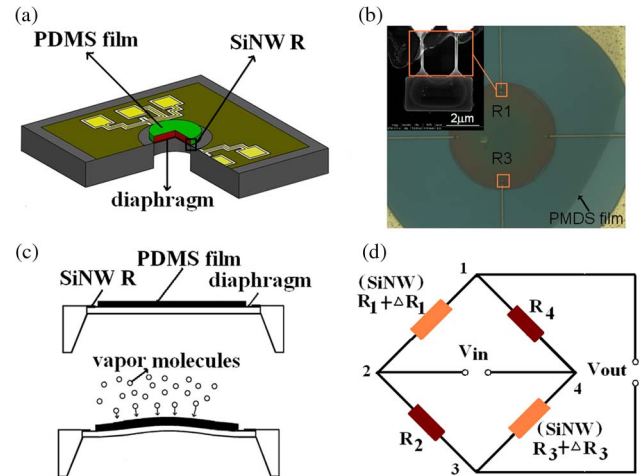 (a)
PDMS film
SiNW R
diaphragm
(b)
R1
2μm
R3
PMDS film
(c)
PDMS film
SiNW R
diaphragm
vapor molecules
(d)
1
(SiNW)
R1+△R1
R4
Vin
Vout
2
4
R2
(SiNW)
R3+△R3
3